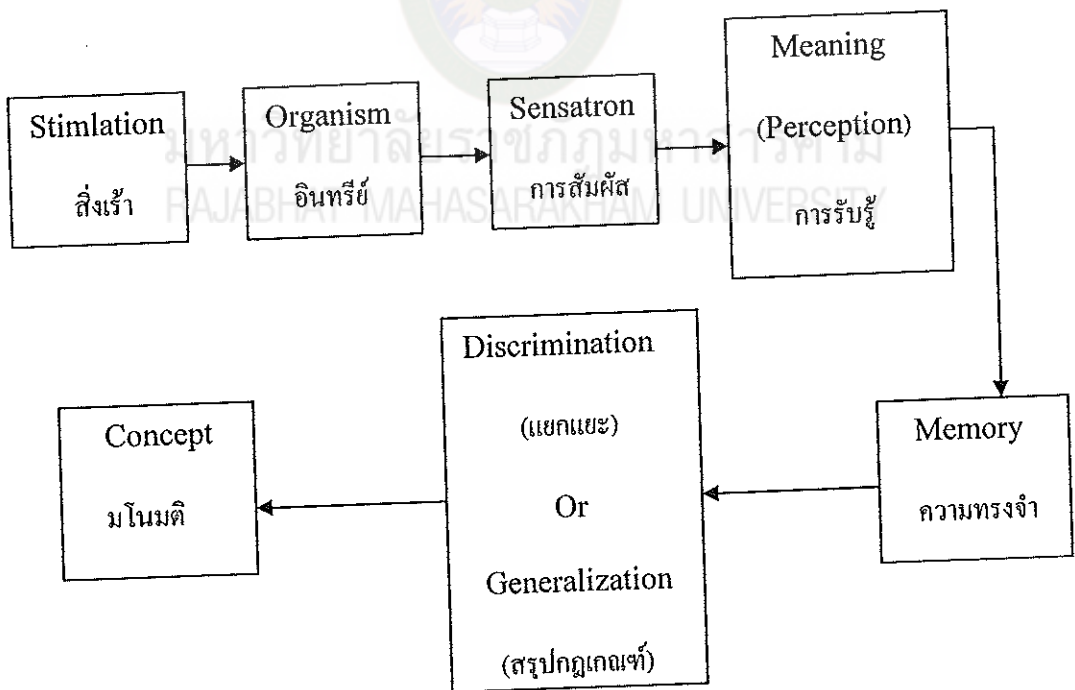 Stimlation
สิ่งเร้า
Organism
อินทรีย์
Sensatron
การสัมผัส
Meaning
(Perception)
การรับรู้
มหาวิทยาลัยราชภัฏมหาสารคาม
RAJABHAT MAHASARAKHAM UNIVERSITY
Memory
ความทรงจำ
Discrimination
(แยกแยะ)
Or
Generalization
(สรุปกฎเกณฑ์)
Concept
มโนมติ